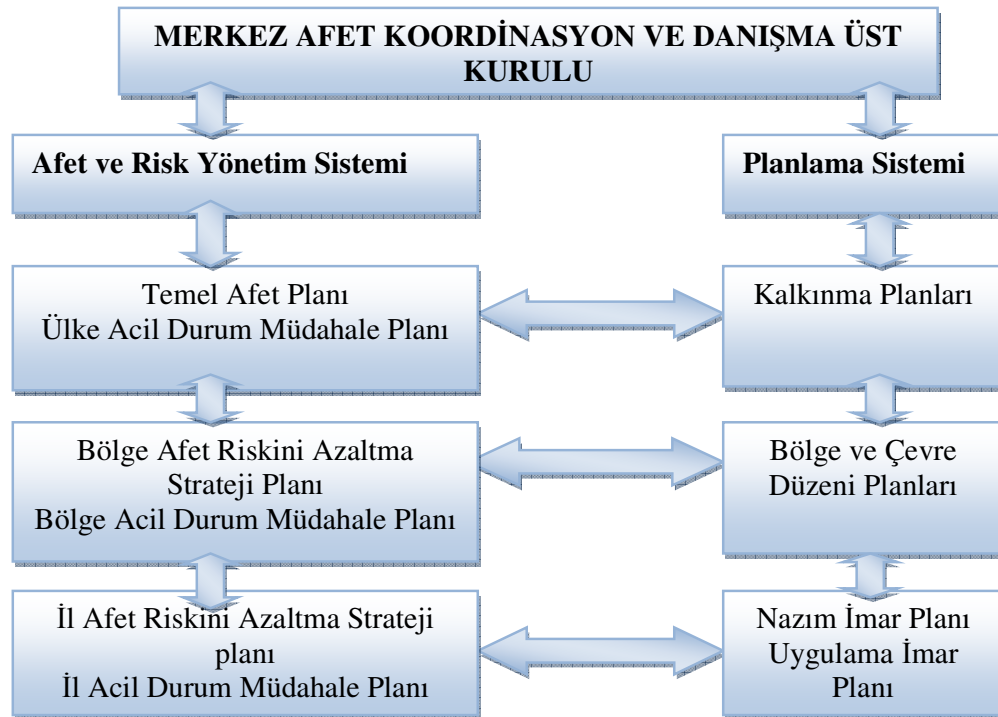 MERKEZ AFET KOORDİNASYON VE DANIŞMA ÜST
KURULU
Afet ve Risk Yönetim Sistemi
Planlama Sistemi
Temel Afet Planı
Ülke Acil Durum Müdahale Planı
Kalkınma Planları
Bölge Afet Riskini Azaltma
Strateji Planı
Bölge Acil Durum Müdahale Planı
Bölge ve Çevre
Düzeni Planları
İl Afet Riskini Azaltma Strateji
planı
İl Acil Durum Müdahale Planı
Nazım İmar Planı
Uygulama İmar
Planı